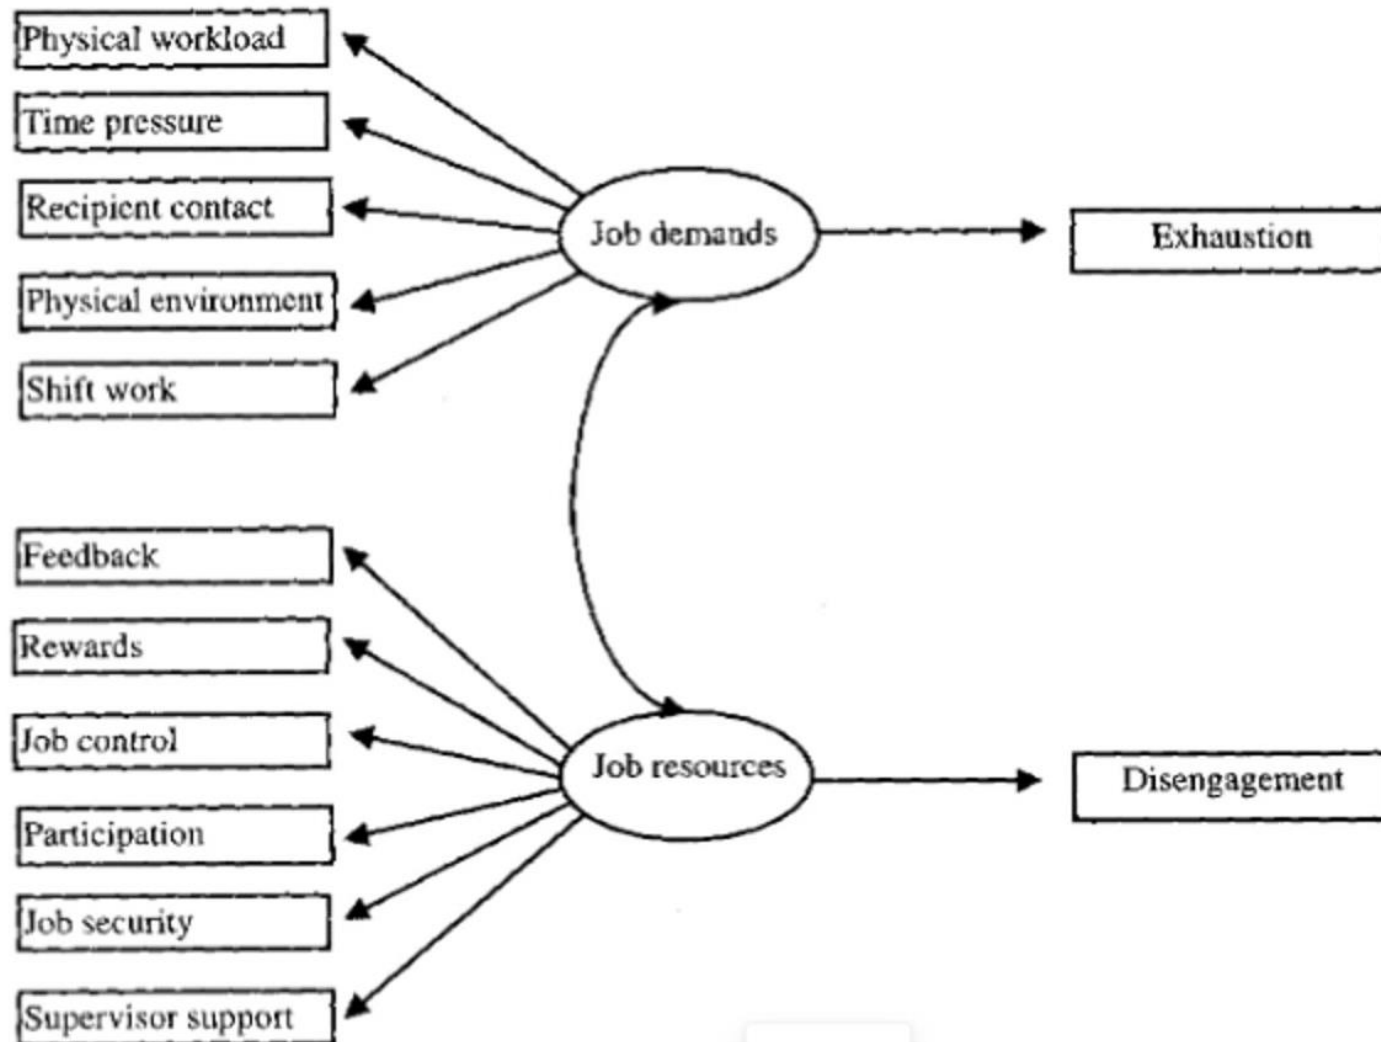 Physical workload
Time pressure
Recipient contact
Physical environment
Shift work
Job demands
Exhaustion
Feedback
Rewards
Job control
Participation
Job security
Supervisor support
Job resources
Disengagement